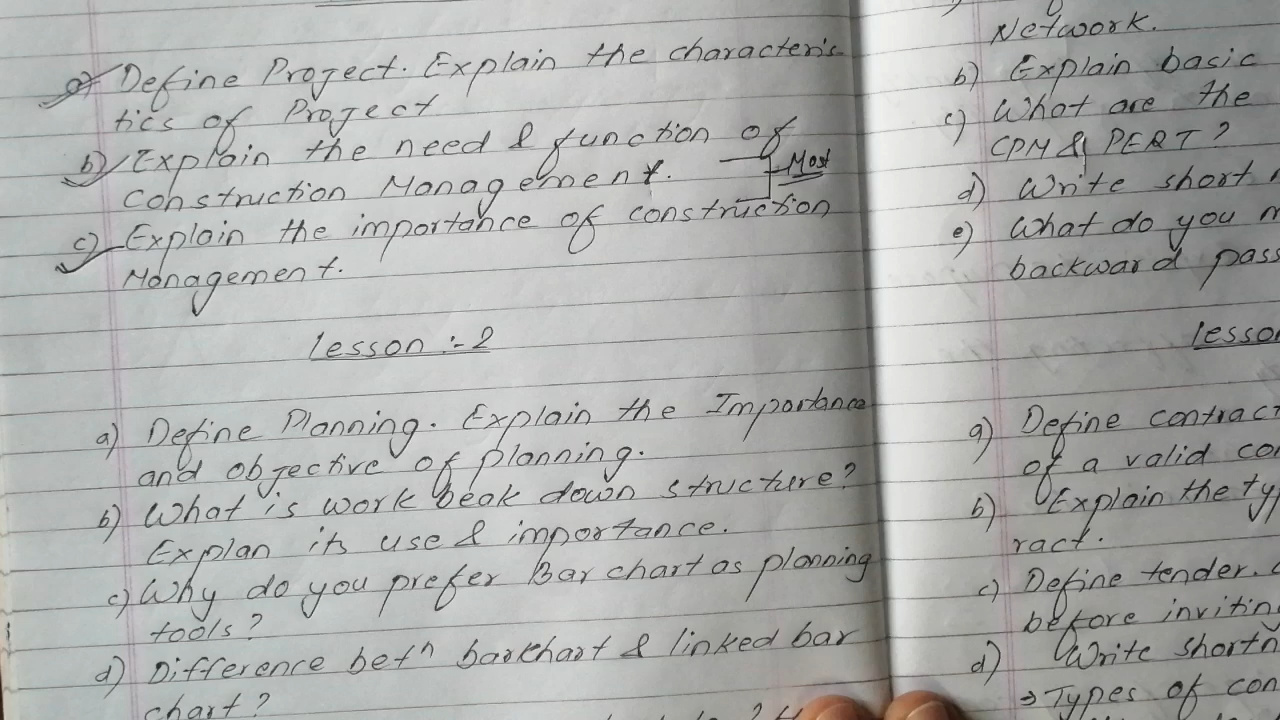 a) Define Project. Explain the characteris
tics of Project
b) Explain the need & function of
Construction Management.
Most
c) Explain the importance of construction
Management.
lesson :- 2
a) Define Planning. Explain the Importance
and objective of planning.
b) What is work beak down structure?
Explan its use & importance.
c) Why do you prefer Bar chart as planning
tools?
d) Difference betn barchart & linked bar
chart?
Network.
b) Explain basic
c) What are the
CPM & PERT?
d) Write short
e) What do you
backward pass
lesson
a) Define contract
of a valid
b) Explain the
ract.
c) Define tender.
before inviting
d) Write short
→ Types of con